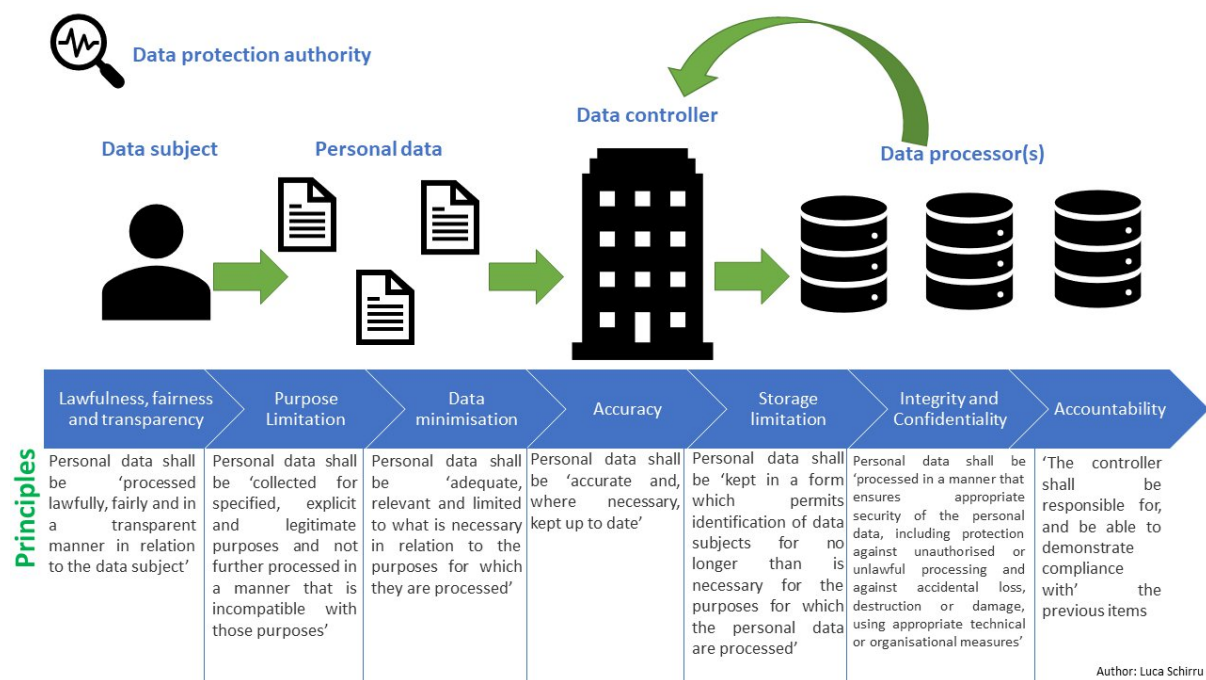 Data protection authority
Data controller
Data subject
Personal data
Data processor(s)
Lawfulness, fairness
and transparency
Purpose
Limitation
Data
minimisation
Accuracy
Storage
limitation
Integrity and
Confidentiality
Accountability
Principles
Personal data shall
be ‘processed
lawfully, fairly and in
a transparent
manner in relation
to the data subject’
Personal data shall
be ‘collected for
specified, explicit
and legitimate
purposes and not
further processed in
a manner that is
incompatible with
those purposes’
Personal data shall
be ‘adequate,
relevant and limited
to what is necessary
in relation to the
purposes for which
they are processed’
Personal data shall
be ‘accurate and,
where necessary,
kept up to date’
Personal data shall
be ‘kept in a form
which permits
identification of data
subjects for no
longer than is
necessary for the
purposes for which
the personal data
are processed’
Personal data shall be
‘processed in a manner that
ensures appropriate
security of the personal
data, including protection
against unauthorised or
unlawful processing and
against accidental loss,
destruction or damage,
using appropriate technical
or organisational measures’
‘The controller
shall be
responsible for,
and be able to
demonstrate
compliance
with’ the
previous items
Author: Luca Schirru